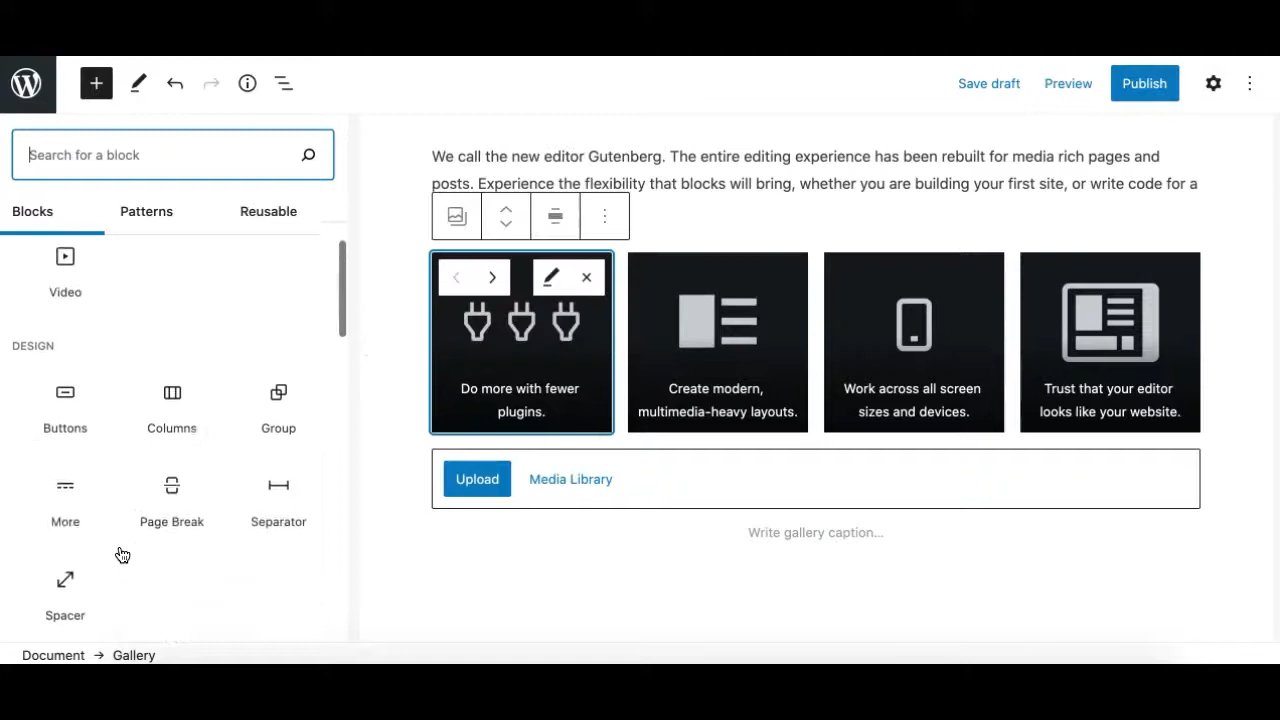 Save draft
Preview
Publish
Search for a block
Blocks
Patterns
Reusable
Video
DESIGN
Buttons
Columns
Group
More
Page Break
Separator
Spacer
We call the new editor Gutenberg. The entire editing experience has been rebuilt for media rich pages and
posts. Experience the flexibility that blocks will bring, whether you are building your first site, or write code for a
Do more with fewer
plugins.
Create modern,
multimedia-heavy layouts.
Work across all screen
sizes and devices.
Trust that your editor
looks like your website.
Upload
Media Library
Write gallery caption...
Document → Gallery